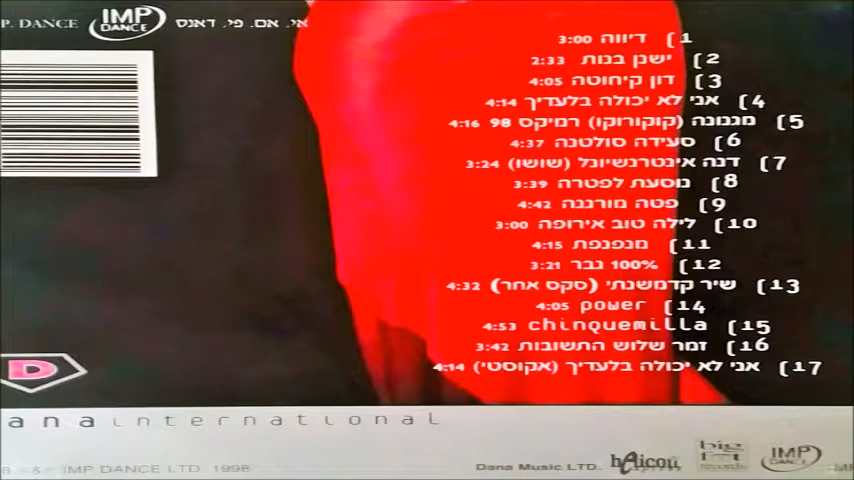 P. DANCE IMP DANCE אי. אם. פי. דאנס
1) דיווה 3:00
2) ישנן בנות 2:33
3) דון קיחוטה 4:05
4) אני לא יכולה בלעדיך 4:14
5) מגנונה (קוקורוקו) רמיקס 98 4:16
6) סעידה סולטנה 4:37
7) דנה אינטרנשיונל (שושו) 3:24
8) נוסעת לפטרה 3:39
9) פטה מורגנה 4:42
10) לילה טוב אירופה 3:00
11) מנפנפת 4:15
12) 100% גבר 3:21
13) שיר קדמשנתי (סקס אחר) 4:32
14) power 4:05
15) chinquemilla 4:53
16) זמר שלוש התשובות 3:42
17) אני לא יכולה בלעדיך (אקוסטי) 4:14
D
ana international
IMP DANCE LTD. 1998 Dana Music LTD. hAicou big records IMP DANCE